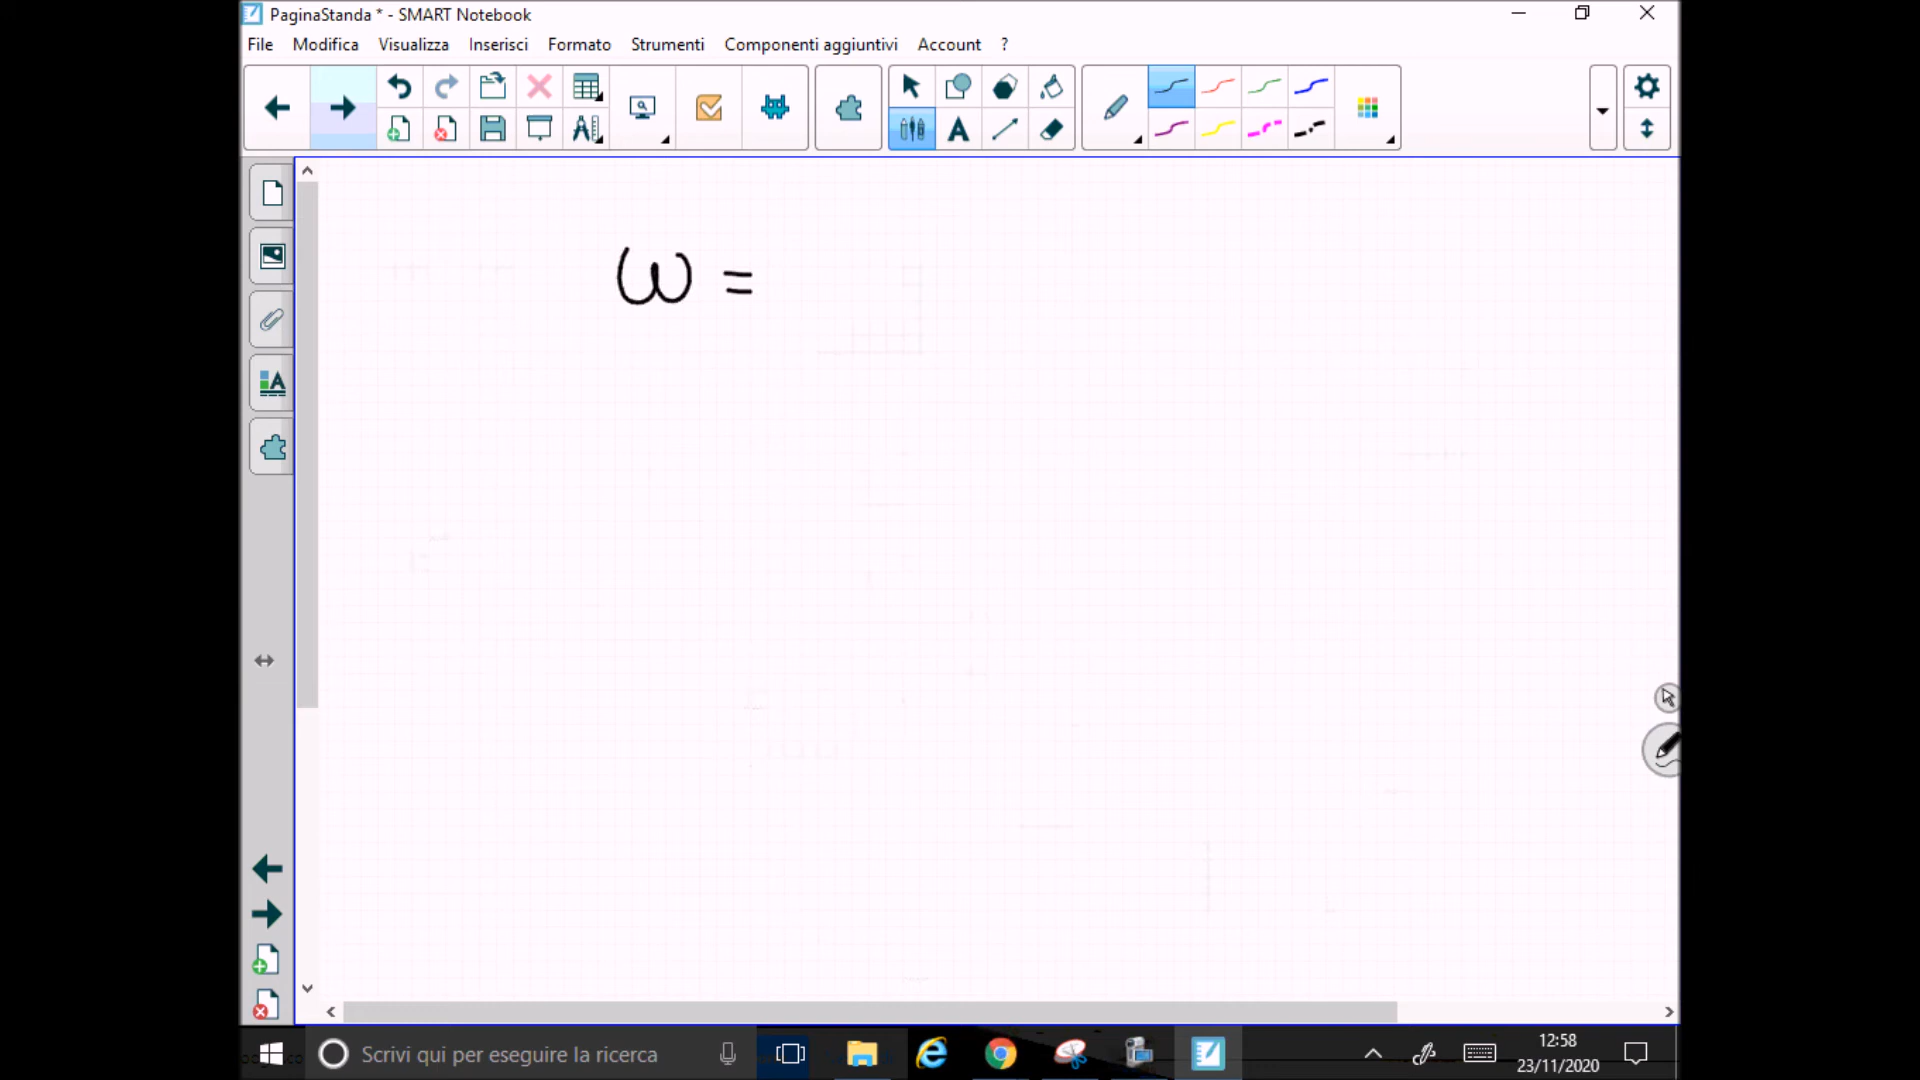 PaginaStanda * - SMART Notebook
File Modifica Visualizza Inserisci Formato Strumenti Componenti aggiuntivi Account ?
ω =
Scrivi qui per eseguire la ricerca
12:58
23/11/2020